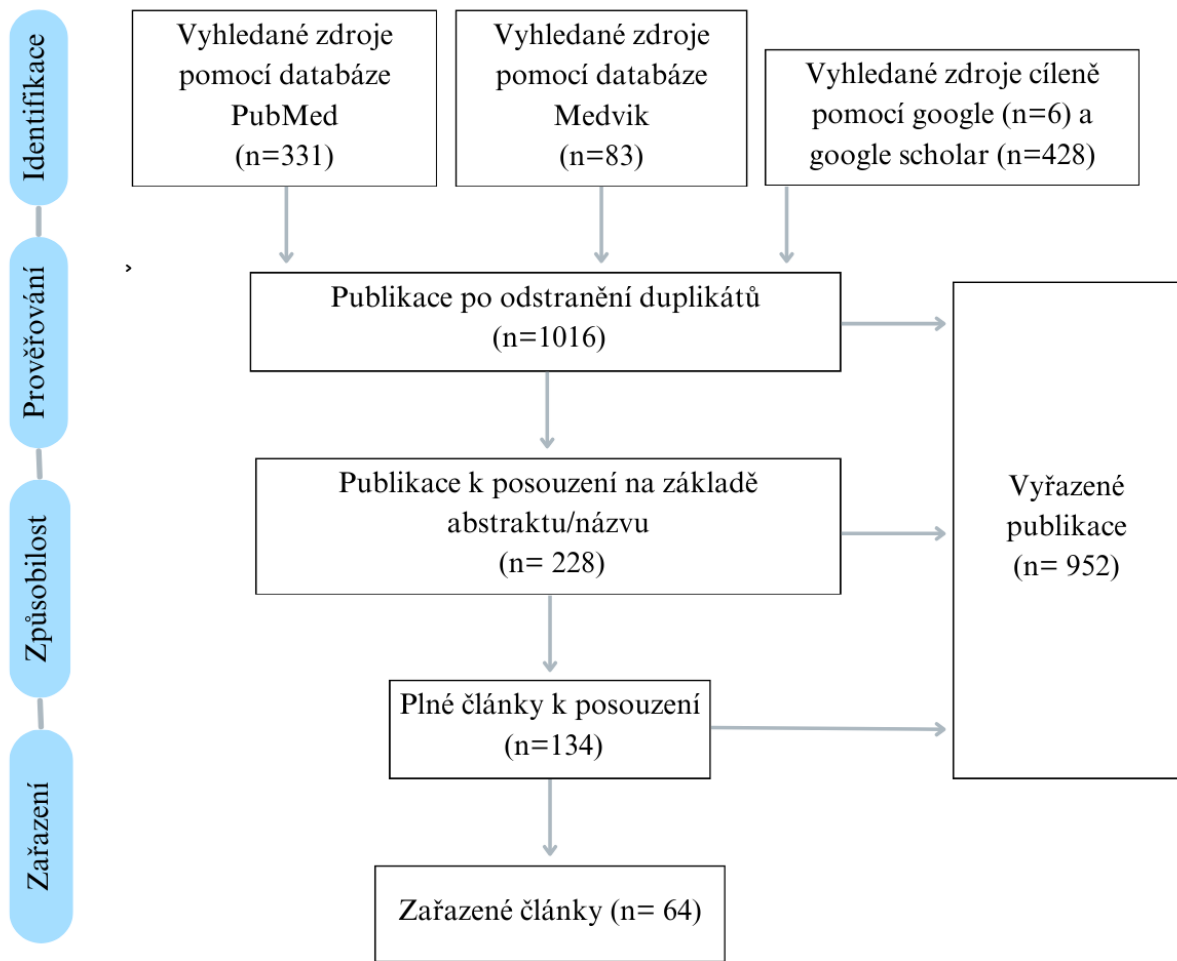 Identifikace
Vyhledané zdroje
pomocí databáze
PubMed
(n=331)
Vyhledané zdroje
pomocí databáze
Medvik
(n=83)
Vyhledané zdroje cíleně
pomocí google (n=6) a
google scholar (n=428)
Prověřování
Publikace po odstranění duplikátů
(n=1016)
Způsobilost
Publikace k posouzení na základě
abstraktu/názvu
(n= 228)
Vyřazené
publikace
(n= 952)
Plné články k posouzení
(n=134)
Zařazení
Zařazené články (n= 64)